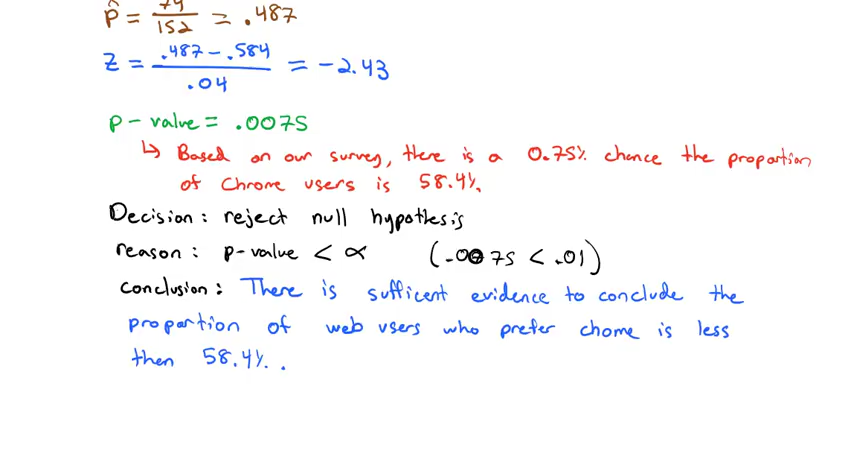 p̂ = 74/152 = .487
z = (.487 - .584)/.04 = -2.43
p-value = .0075
↳ Based on our survey, there is a 0.75% chance the proportion
of Chrome users is 58.4%.
Decision: reject null hypothesis
reason: p-value < α (.0075 < .01)
conclusion: There is sufficent evidence to conclude the
proportion of web users who prefer chome is less
then 58.4%.